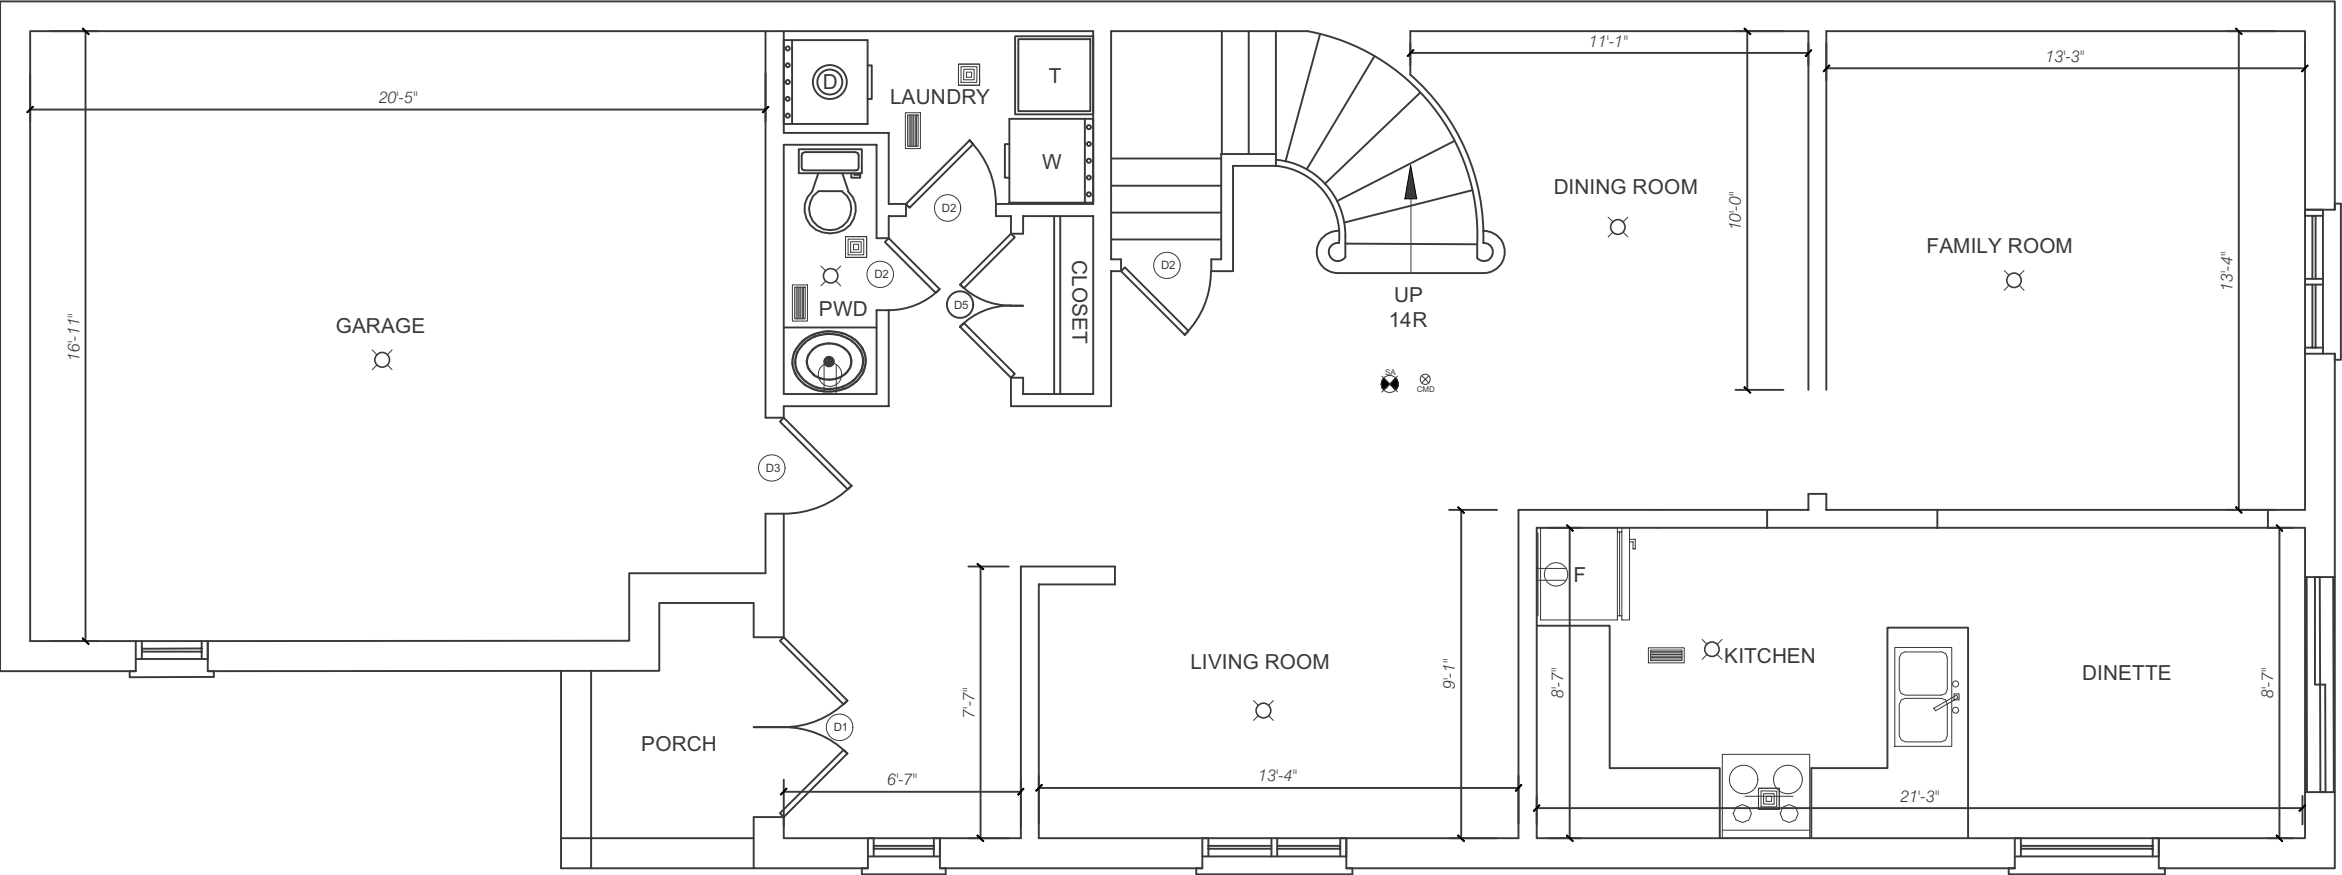 11'-1"
13'-3"
20'-5"
D
LAUNDRY
T
W
DINING ROOM
D2
10'-0"
FAMILY ROOM
D2
D2
13'-4"
CLOSET
UP
14R
D5
PWD
GARAGE
16'-11"
SA
CMD
D3
F
LIVING ROOM
KITCHEN
DINETTE
9'-1"
8'-7"
8'-7"
7'-7"
D1
PORCH
6'-7"
13'-4"
21'-3"